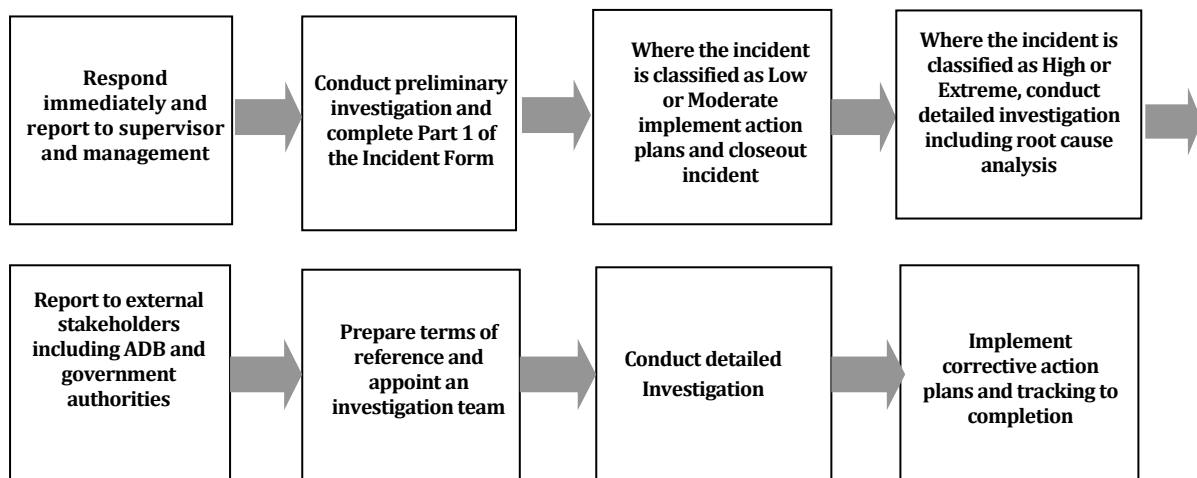 Respond
immediately and
report to supervisor
and management
Conduct preliminary
investigation and
complete Part 1 of
the Incident Form
Where the incident
is classified as Low
or Moderate
implement action
plans and closeout
incident
Where the incident is
classified as High or
Extreme, conduct
detailed investigation
including root cause
analysis
Report to external
stakeholders
including ADB and
government
authorities
Prepare terms of
reference and
appoint an
investigation team
Conduct detailed
Investigation
Implement
corrective action
plans and tracking to
completion